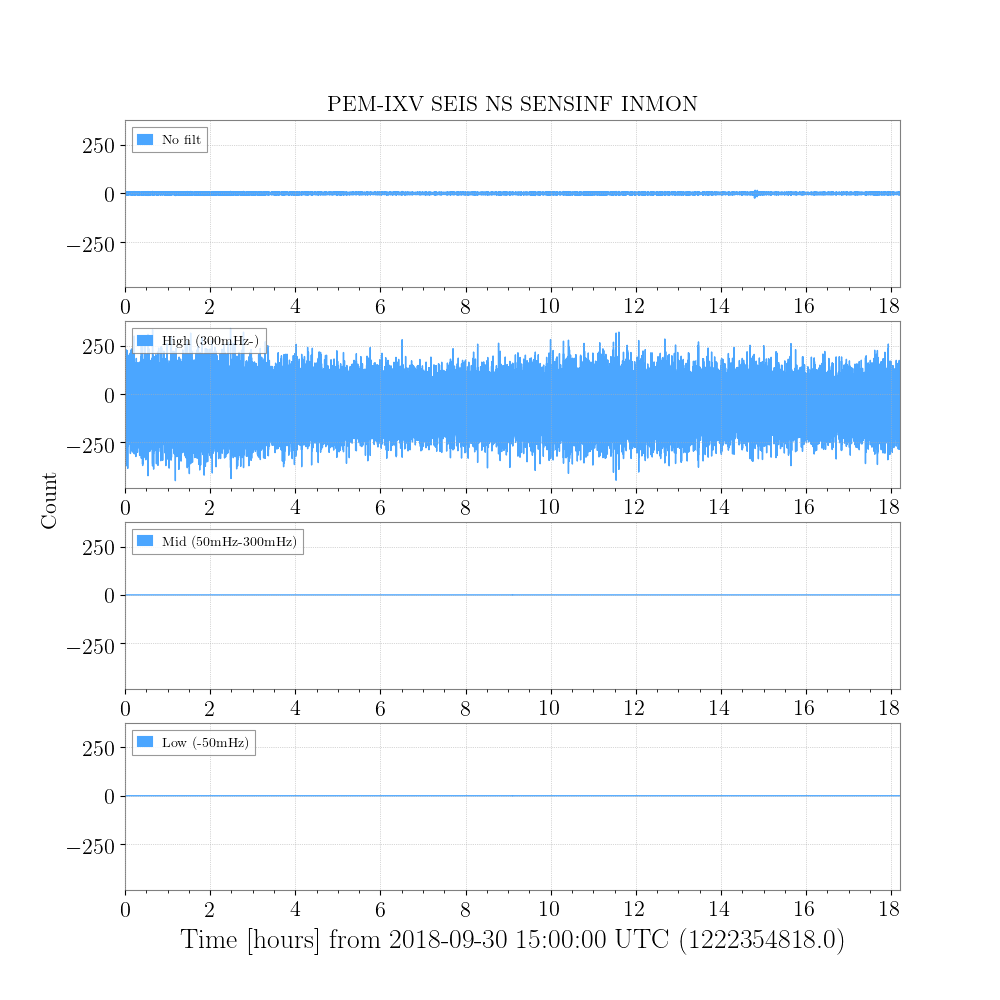 PEM-IXV SEIS NS SENSINF INMON
250
0
−250
No filt
0 2 4 6 8 10 12 14 16 18
250
0
−250
High (300mHz-)
0 2 4 6 8 10 12 14 16 18
Count
250
0
−250
Mid (50mHz-300mHz)
0 2 4 6 8 10 12 14 16 18
250
0
−250
Low (-50mHz)
0 2 4 6 8 10 12 14 16 18
Time [hours] from 2018-09-30 15:00:00 UTC (1222354818.0)